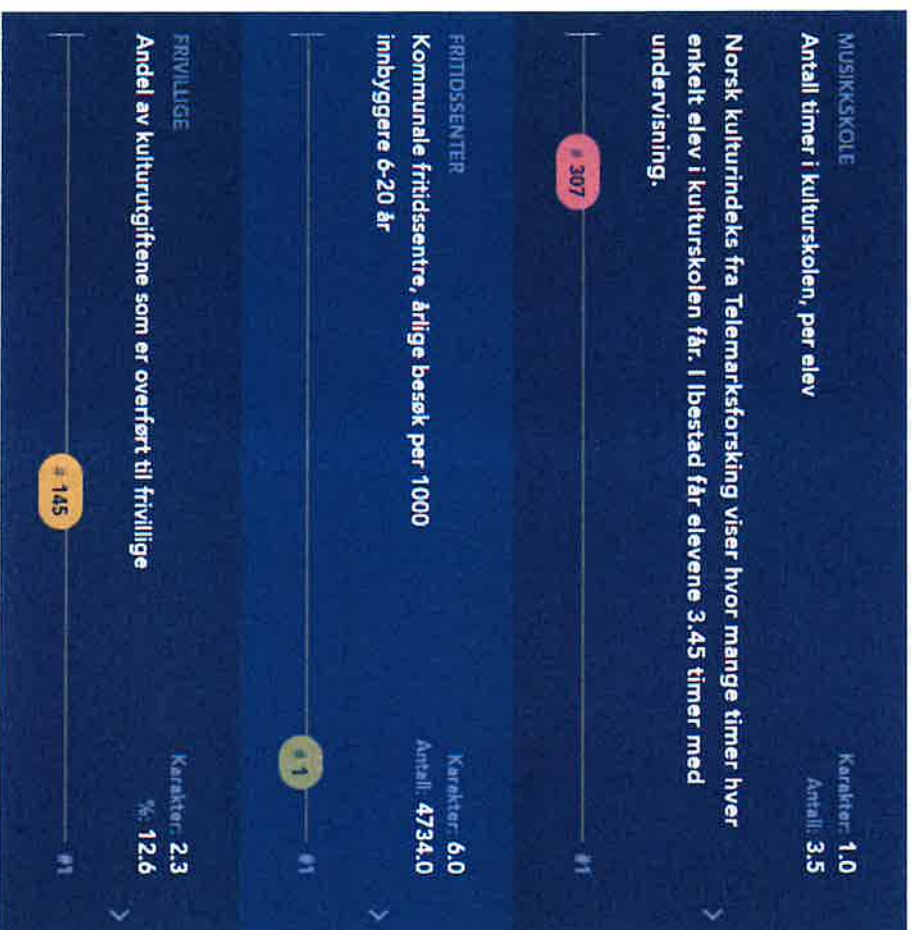 MUSIKKSKOLE
Karakter: 1.0
Antall timer i kulturskolen, per elev
Antall: 3.5
Norsk kulturindeks fra Telemarksforsking viser hvor mange timer hver
enkelt elev i kulturskolen får. I Ibestad får elevene 3.45 timer med
undervisning.
# 307
#1
FRITIDSSENTER
Karakter: 6.0
Kommunale fritidssentre, årlige besøk per 1000
innbyggere 6-20 år
Antall: 4734.0
# 1
#1
FRIVILLIGE
Karakter: 2.3
Andel av kulturutgiftene som er overført til frivillige
%: 12.6
# 145
#1